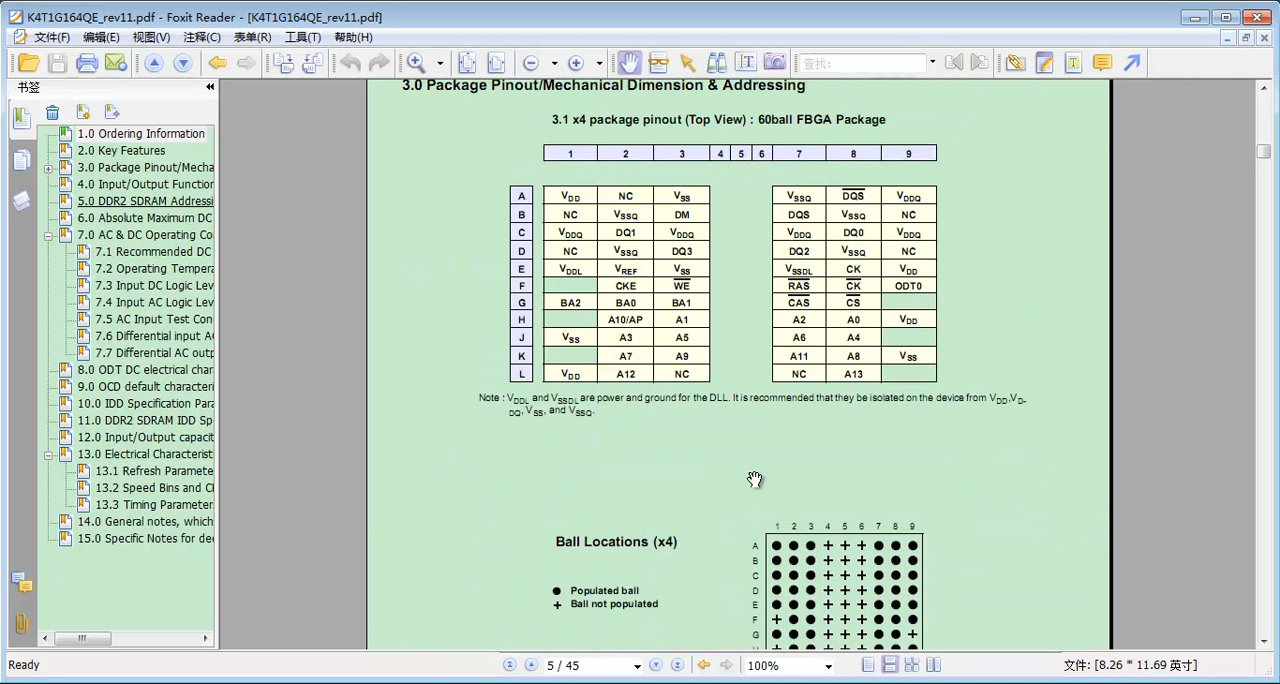 K4T1G164QE_rev11.pdf - Foxit Reader - [K4T1G164QE_rev11.pdf]
文件(F) 编辑(E) 视图(V) 注释(C) 表单(R) 工具(T) 帮助(H)
查找:
书签
1.0 Ordering Information
2.0 Key Features
3.0 Package Pinout/Mecha
4.0 Input/Output Function
5.0 DDR2 SDRAM Addressi
6.0 Absolute Maximum DC
7.0 AC & DC Operating Co
7.1 Recommended DC
7.2 Operating Tempera
7.3 Input DC Logic Lev
7.4 Input AC Logic Lev
7.5 AC Input Test Con
7.6 Differential input AC
7.7 Differential AC outp
8.0 ODT DC electrical char
9.0 OCD default characteri
10.0 IDD Specification Para
11.0 DDR2 SDRAM IDD Sp
12.0 Input/Output capacit
13.0 Electrical Characterist
13.1 Refresh Paramete
13.2 Speed Bins and CL
13.3 Timing Parameter
14.0 General notes, which
15.0 Specific Notes for dec
3.0 Package Pinout/Mechanical Dimension & Addressing
3.1 x4 package pinout (Top View) : 60ball FBGA Package
1 2 3 4 5 6 7 8 9
A VDD NC VSS VSSQ DQS VDDQ
B NC VSSQ DM DQS VSSQ NC
C VDDQ DQ1 VDDQ VDDQ DQ0 VDDQ
D NC VSSQ DQ3 DQ2 VSSQ NC
E VDDL VREF VSS VSSDL CK VDD
F CKE WE RAS CK ODT0
G BA2 BA0 BA1 CAS CS
H A10/AP A1 A2 A0 VDD
J VSS A3 A5 A6 A4
K A7 A9 A11 A8 VSS
L VDD A12 NC NC A13
Note : VDDL and VSSDL are power and ground for the DLL. It is recommended that they be isolated on the device from VDD,VD-
DQ, VSS, and VSSQ.
Ball Locations (x4)
Populated ball
Ball not populated
1 2 3 4 5 6 7 8 9
A
B
C
D
E
F
G
Ready
5 / 45
100%
文件: [8.26 * 11.69 英寸]